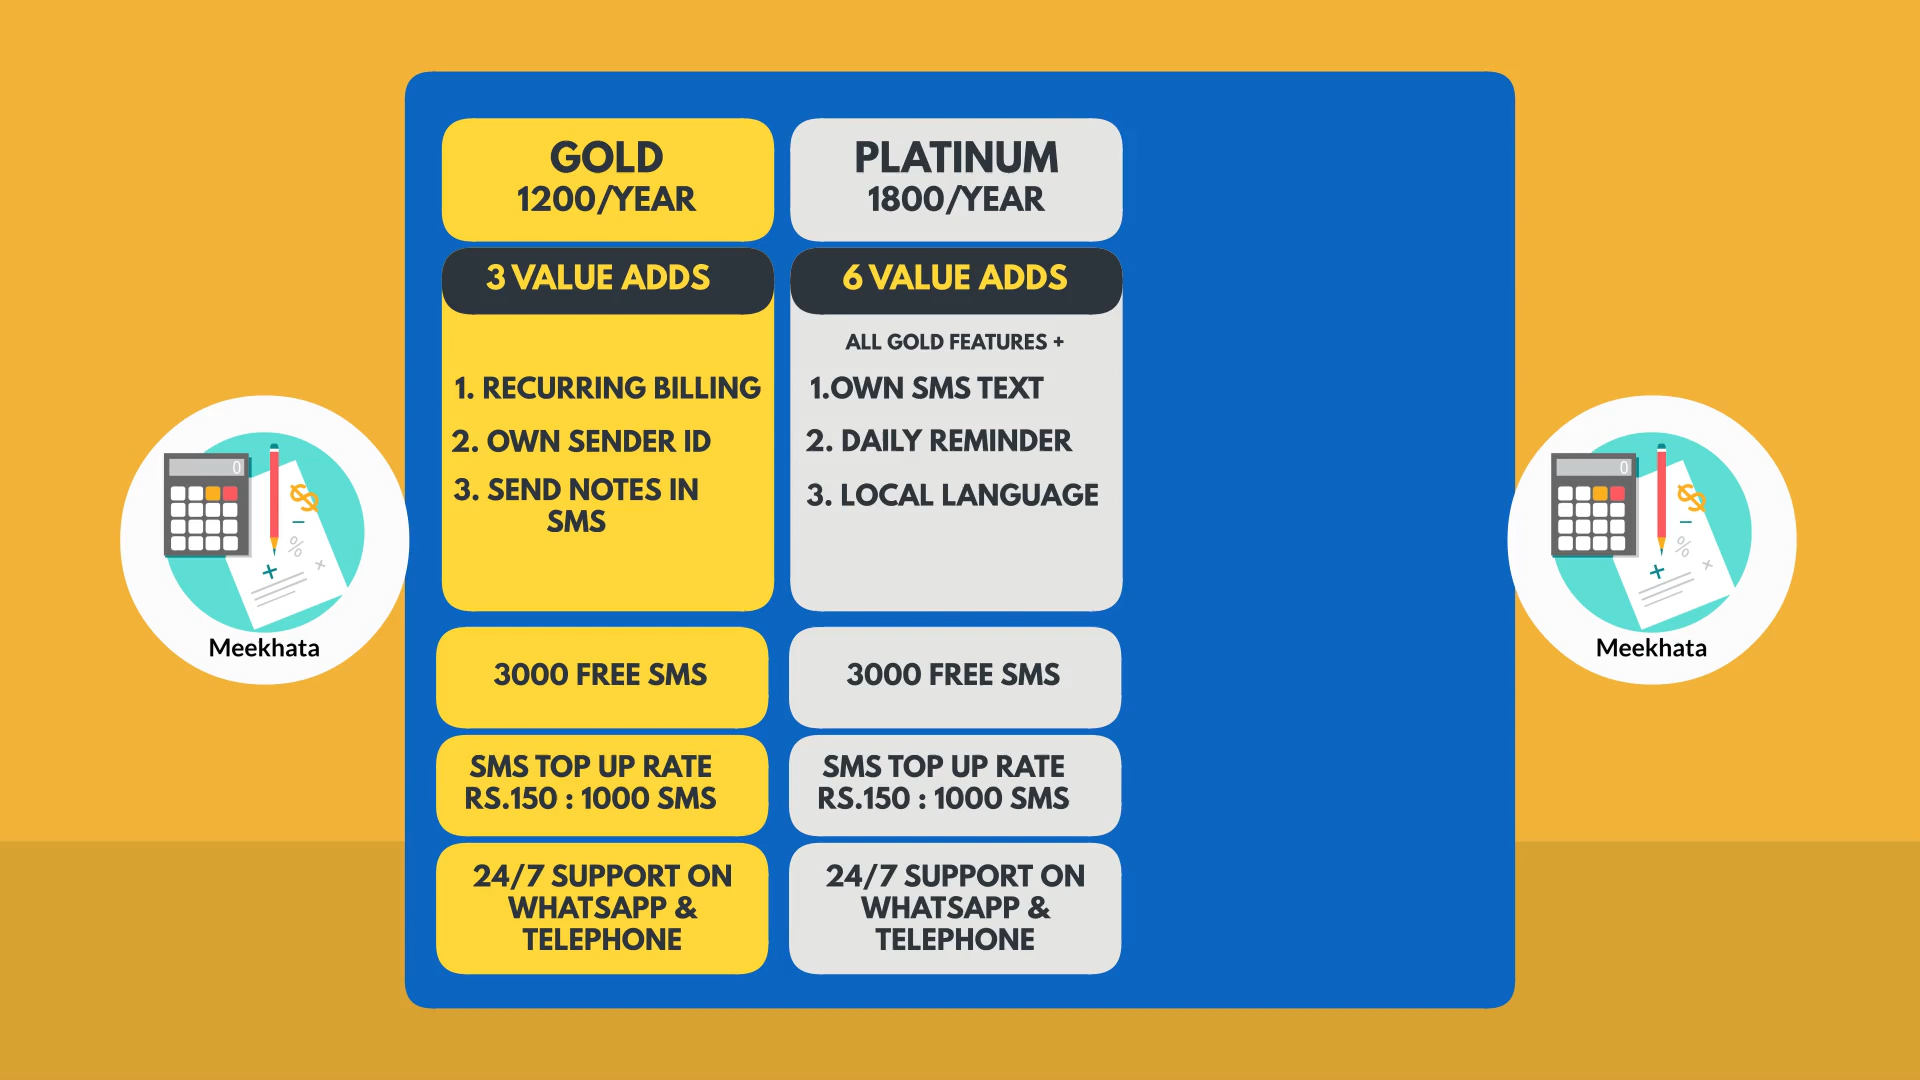 GOLD
1200/YEAR
3 VALUE ADDS
1. RECURRING BILLING
2. OWN SENDER ID
3. SEND NOTES IN
SMS
3000 FREE SMS
SMS TOP UP RATE
RS.150 : 1000 SMS
24/7 SUPPORT ON
WHATSAPP &
TELEPHONE
PLATINUM
1800/YEAR
6 VALUE ADDS
ALL GOLD FEATURES +
1.OWN SMS TEXT
2. DAILY REMINDER
3. LOCAL LANGUAGE
3000 FREE SMS
SMS TOP UP RATE
RS.150 : 1000 SMS
24/7 SUPPORT ON
WHATSAPP &
TELEPHONE
0
$
%
Meekhata
0
$
%
Meekhata